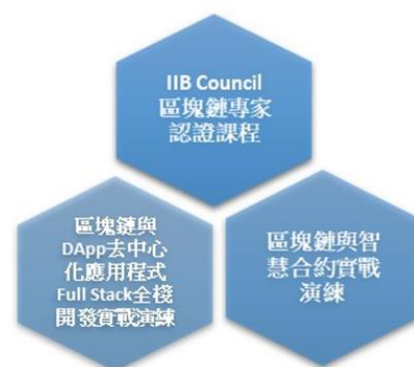 IIB Council
區塊鏈專家
認證課程
區塊鏈與
DApp去中心
化應用程式
Full Stack全棧
開發實戰演練
區塊鏈與智
慧合約實戰
演練